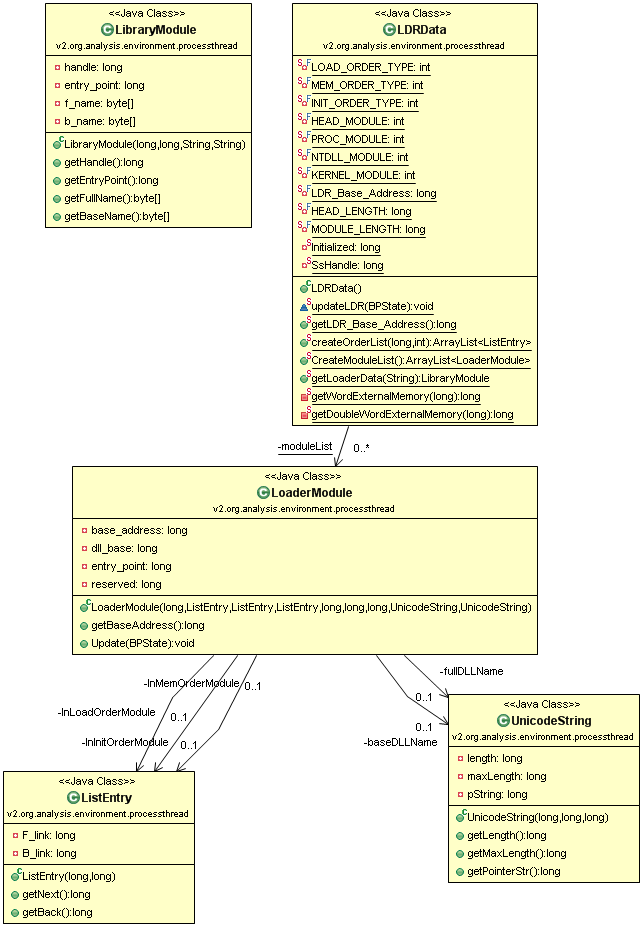 <<Java Class>>
LibraryModule
v2.org.analysis.environment.processthread
handle: long
entry_point: long
f_name: byte[]
b_name: byte[]
LibraryModule(long,long,String,String)
getHandle():long
getEntryPoint():long
getFullName():byte[]
getBaseName():byte[]
<<Java Class>>
LDRData
v2.org.analysis.environment.processthread
LOAD_ORDER_TYPE: int
MEM_ORDER_TYPE: int
INIT_ORDER_TYPE: int
HEAD_MODULE: int
PROC_MODULE: int
NTDLL_MODULE: int
KERNEL_MODULE: int
LDR_Base_Address: long
HEAD_LENGTH: long
MODULE_LENGTH: long
Initialized: long
SsHandle: long
LDRData()
updateLDR(BPState):void
getLDR_Base_Address():long
createOrderList(long,int):ArrayList<ListEntry>
CreateModuleList():ArrayList<LoaderModule>
getLoaderData(String):LibraryModule
getWordExternalMemory(long):long
getDoubleWordExternalMemory(long):long
-moduleList
0..*
<<Java Class>>
LoaderModule
v2.org.analysis.environment.processthread
base_address: long
dll_base: long
entry_point: long
reserved: long
LoaderModule(long,ListEntry,ListEntry,ListEntry,long,long,long,UnicodeString,UnicodeString)
getBaseAddress():long
Update(BPState):void
-InMemOrderModule
0..1
-InLoadOrderModule
0..1
-InInitOrderModule
0..1
-fullDLLName
0..1
0..1
-baseDLLName
<<Java Class>>
ListEntry
v2.org.analysis.environment.processthread
F_link: long
B_link: long
ListEntry(long,long)
getNext():long
getBack():long
<<Java Class>>
UnicodeString
v2.org.analysis.environment.processthread
length: long
maxLength: long
pString: long
UnicodeString(long,long,long)
getLength():long
getMaxLength():long
getPointerStr():long